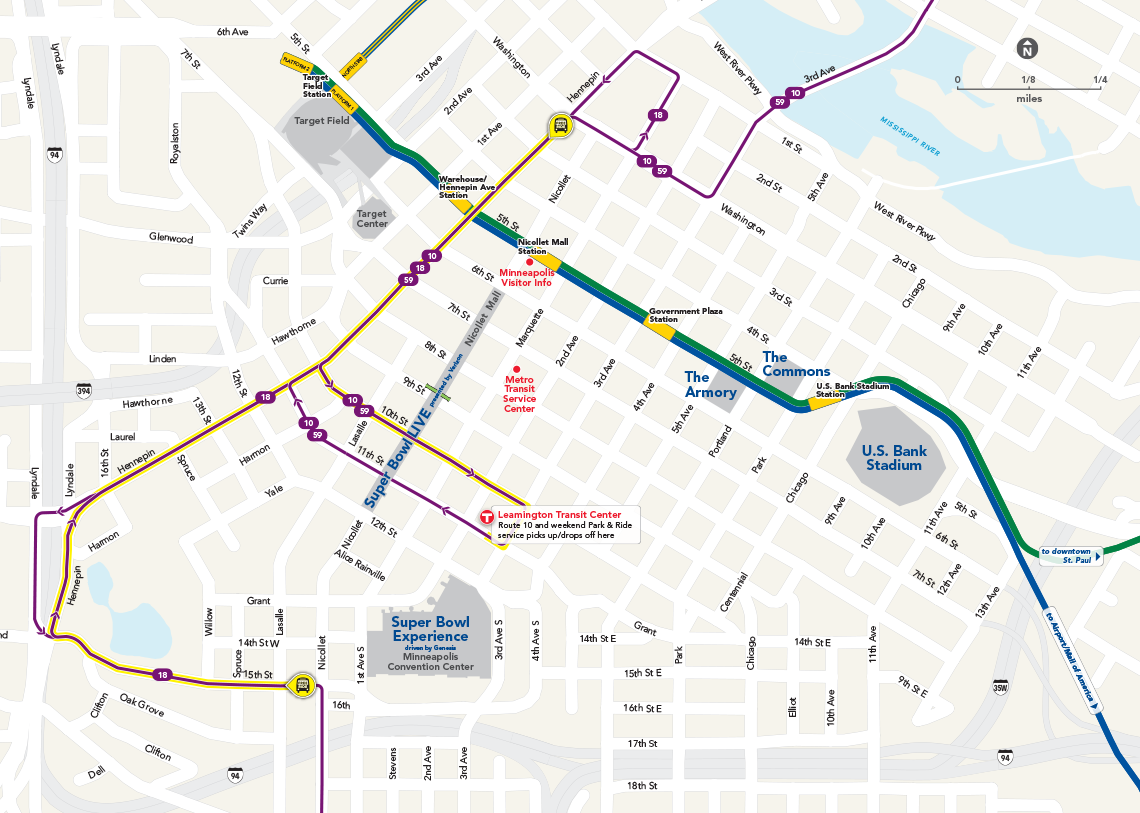 6th Ave
5th St
7th St
Lyndale
Lyndale
PLATFORM 2
NORTHSTAR
PLATFORM 1
Target
Field
Station
Target Field
3rd Ave
2nd Ave
1st Ave
Washington
Hennepin
West River Pkwy
3rd Ave
10
59
N
0
1/8
1/4
miles
Royalston
94
18
10
59
MISSISSIPPI RIVER
1st St
2nd St
5th Ave
Warehouse/
Hennepin Ave
Station
Nicollet
Target
Center
Twins Way
Glenwood
5th St
Washington
West River Pkwy
Nicollet Mall
Station
Minneapolis
Visitor Info
10
18
59
6th St
2nd St
Chicago
Currie
7th St
Nicollet Mall
3rd St
9th Ave
10th Ave
11th Ave
Hawthorne
Marquette
Government Plaza
Station
4th St
8th St
2nd Ave
Linden
5th St
The
Commons
Metro
Transit
Service
Center
3rd Ave
4th Ave
The
Armory
U.S. Bank Stadium
Station
394
12th St
9th St
presented by Verizon
Super Bowl LIVE
Hawthorne
13th St
18
10
59
10th St
5th Ave
10
59
Lasalle
11th St
Portland
U.S. Bank
Stadium
Laurel
16th St
Hennepin
Spruce
Harmon
Lyndale
Lyndale
Park
Chicago
Yale
9th Ave
10th Ave
11th Ave
5th St
6th St
Leamington Transit Center
Route 10 and weekend Park & Ride
service picks up/drops off here
12th St
Nicollet
Alice Rainville
Harmon
Hennepin
to downtown
St. Paul
7th St
12th Ave
13th Ave
Centennial
Grant
Willow
Lasalle
Super Bowl
Experience
driven by Genesis
Minneapolis
Convention Center
Grant
3rd Ave S
4th Ave S
nd
14th St W
14th St E
14th St E
Nicollet
1st Ave S
Park
Chicago
11th Ave
to Airport/Mall of America
Spruce
15th St
18
15th St E
9th St E
35W
Clifton
Oak Grove
16th
16th St E
Elliot
10th Ave
Clifton
17th St
Dell
94
Stevens
2nd Ave
3rd Ave
94
18th St